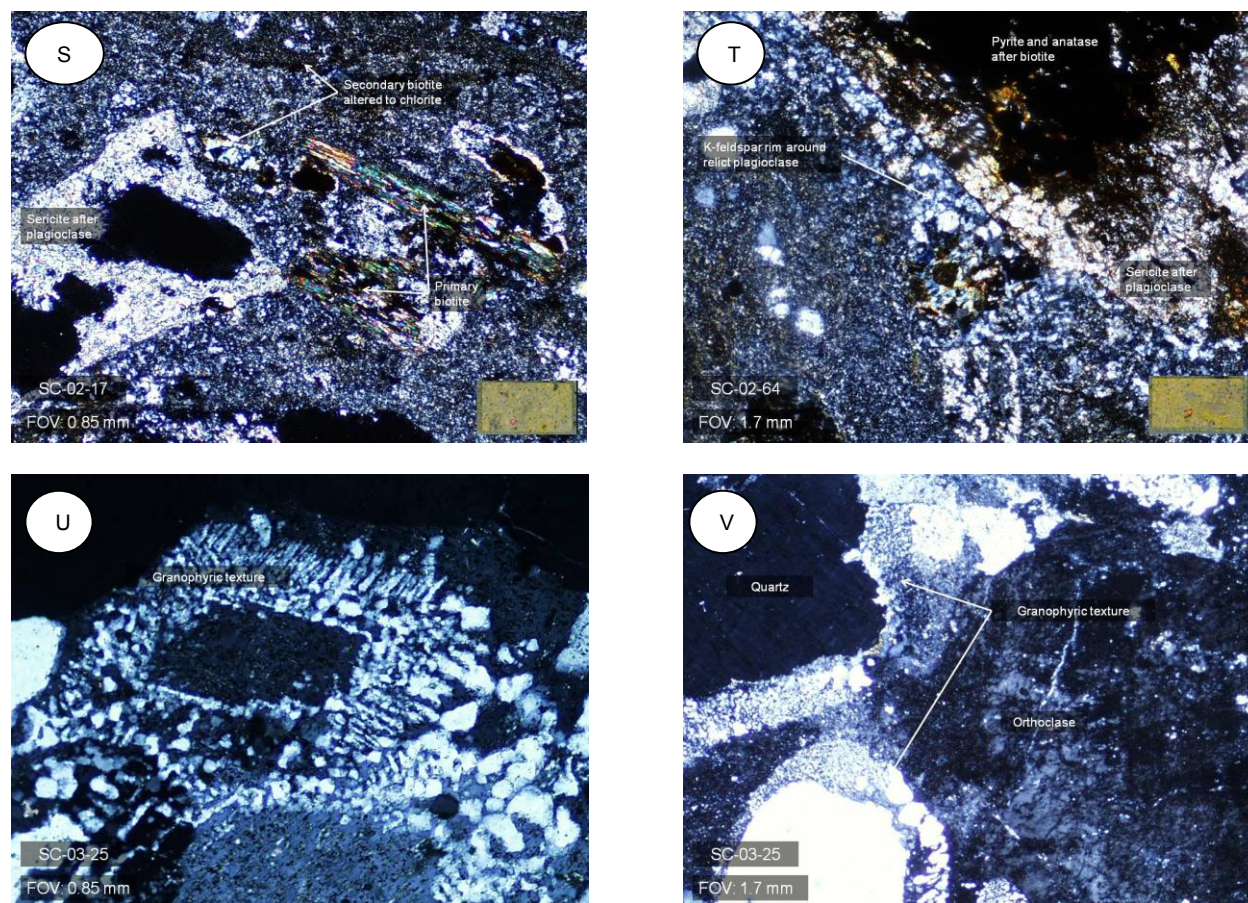 S
Secondary biotite
altered to chlorite
Sericite after
plagioclase
Primary
biotite
SC-02-17
FOV: 0.85 mm
T
Pyrite and anatase
after biotite
K-feldspar rim around
relict plagioclase
Sericite after
plagioclase
SC-02-64
FOV: 1.7 mm
U
Granophyric texture
SC-03-25
FOV: 0.85 mm
V
Quartz
Granophyric texture
Orthoclase
SC-03-25
FOV: 1.7 mm